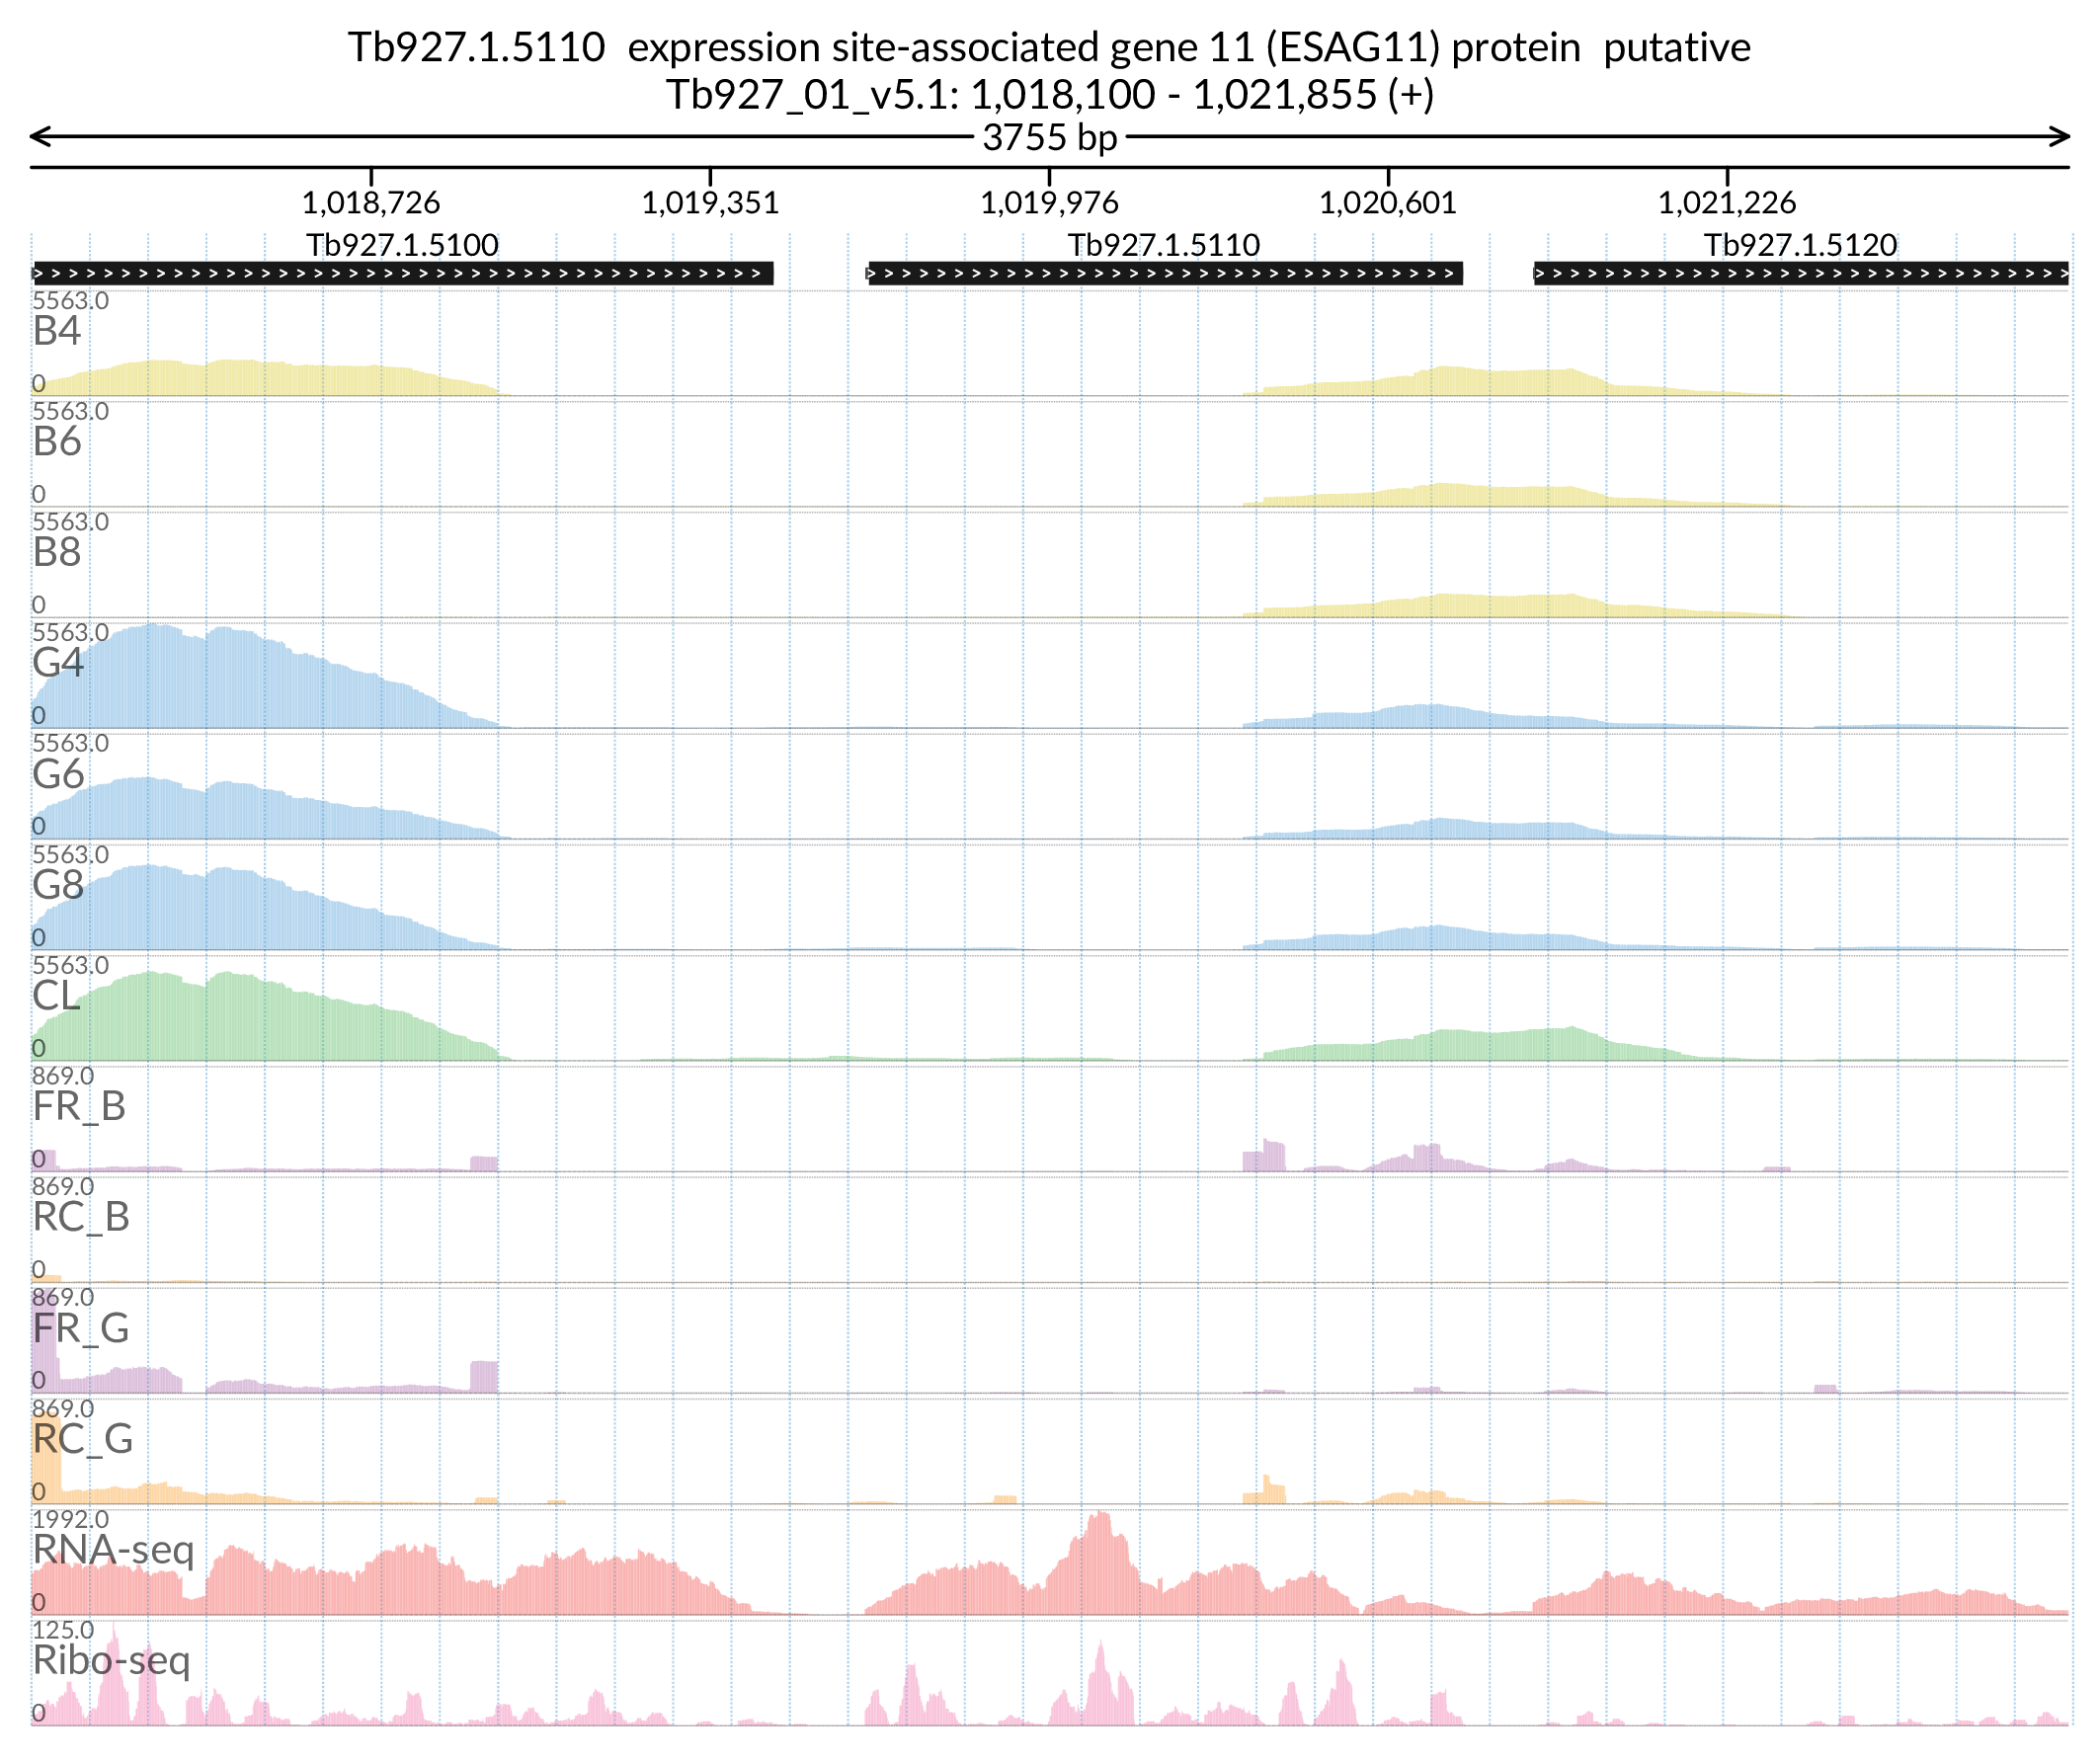 Tb927.1.5110  expression site-associated gene 11 (ESAG11) protein  putative
Tb927_01_v5.1: 1,018,100 - 1,021,855 (+)
3755 bp
1,018,726 1,019,351 1,019,976 1,020,601 1,021,226
Tb927.1.5100 Tb927.1.5110 Tb927.1.5120
5563.0
B4
0
5563.0
B6
0
5563.0
B8
0
5563.0
G4
0
5563.0
G6
0
5563.0
G8
0
5563.0
CL
0
869.0
FR_B
0
869.0
RC_B
0
869.0
FR_G
0
869.0
RC_G
0
1992.0
RNA-seq
0
125.0
Ribo-seq
0